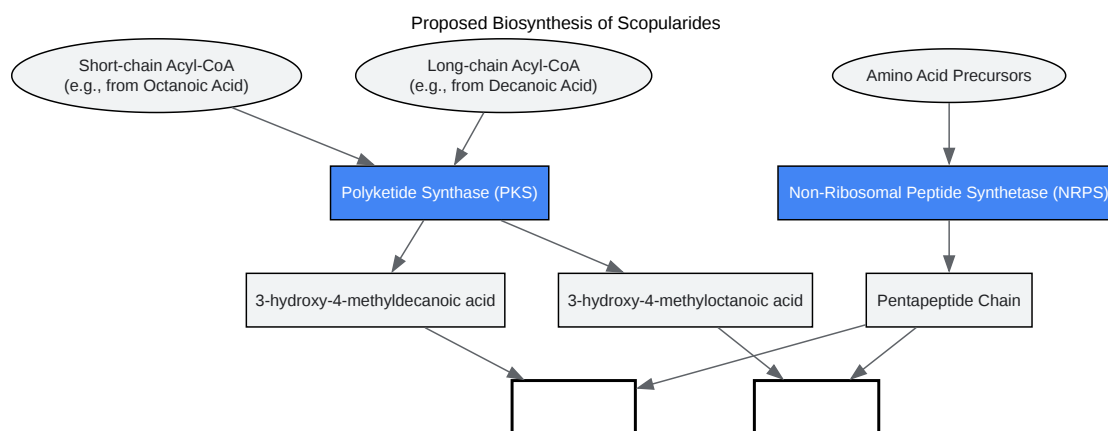 Proposed Biosynthesis of Scopularides
Short-chain Acyl-CoA
(e.g., from Octanoic Acid)
Long-chain Acyl-CoA
(e.g., from Decanoic Acid)
Amino Acid Precursors
Polyketide Synthase (PKS)
Non-Ribosomal Peptide Synthetase (NRPS)
3-hydroxy-4-methyldecanoic acid
3-hydroxy-4-methyloctanoic acid
Pentapeptide Chain